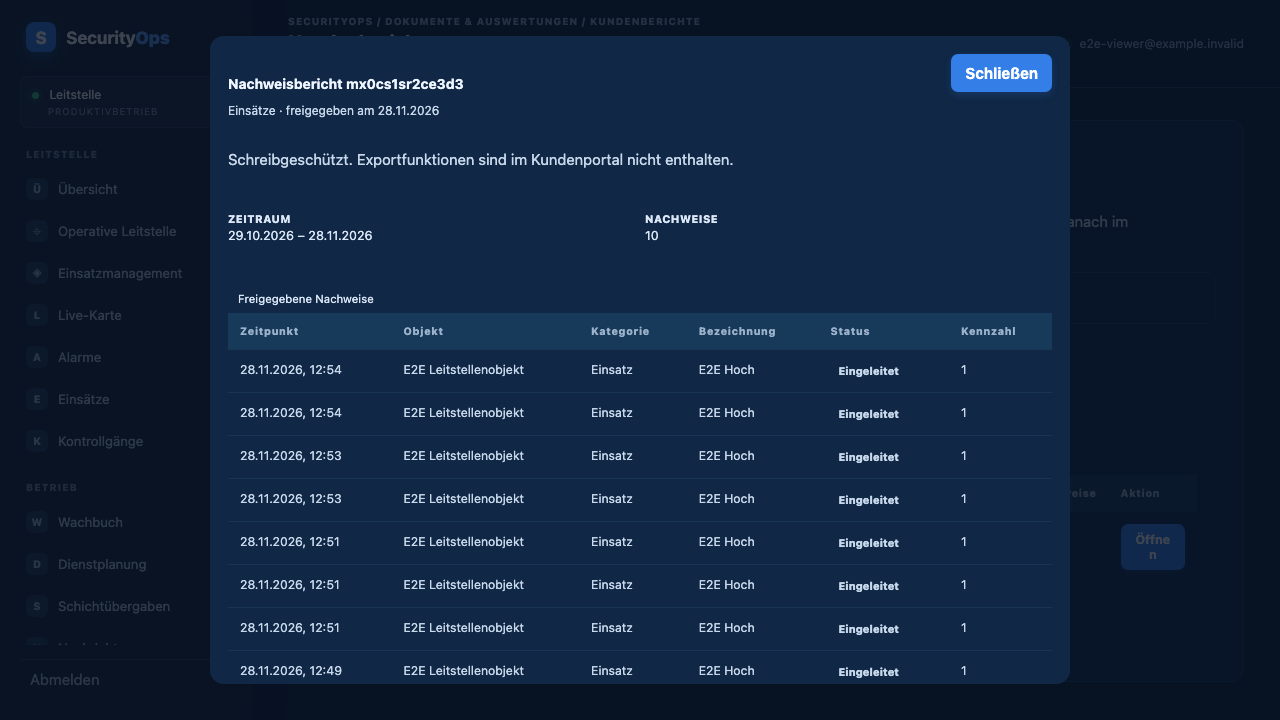 SECURITYOPS / DOKUMENTE & AUSWERTUNGEN / KUNDENBERICHTE
S SecurityOps
e2e-viewer@example.invalid
Leitstelle
PRODUKTIVBETRIEB
LEITSTELLE
Ü Übersicht
Operative Leitstelle
Einsatzmanagement
L Live-Karte
A Alarme
E Einsätze
K Kontrollgänge
BETRIEB
W Wachbuch
D Dienstplanung
S Schichtübergaben
Abmelden
Nachweisbericht mx0cs1sr2ce3d3
Schließen
Einsätze · freigegeben am 28.11.2026
Schreibgeschützt. Exportfunktionen sind im Kundenportal nicht enthalten.
ZEITRAUM NACHWEISE
29.10.2026 – 28.11.2026 10
Freigegebene Nachweise
Zeitpunkt Objekt Kategorie Bezeichnung Status Kennzahl
28.11.2026, 12:54 E2E Leitstellenobjekt Einsatz E2E Hoch Eingeleitet 1
28.11.2026, 12:54 E2E Leitstellenobjekt Einsatz E2E Hoch Eingeleitet 1
28.11.2026, 12:53 E2E Leitstellenobjekt Einsatz E2E Hoch Eingeleitet 1
28.11.2026, 12:53 E2E Leitstellenobjekt Einsatz E2E Hoch Eingeleitet 1
28.11.2026, 12:51 E2E Leitstellenobjekt Einsatz E2E Hoch Eingeleitet 1
28.11.2026, 12:51 E2E Leitstellenobjekt Einsatz E2E Hoch Eingeleitet 1
28.11.2026, 12:51 E2E Leitstellenobjekt Einsatz E2E Hoch Eingeleitet 1
28.11.2026, 12:49 E2E Leitstellenobjekt Einsatz E2E Hoch Eingeleitet 1
im
Aktion
Öffne
n